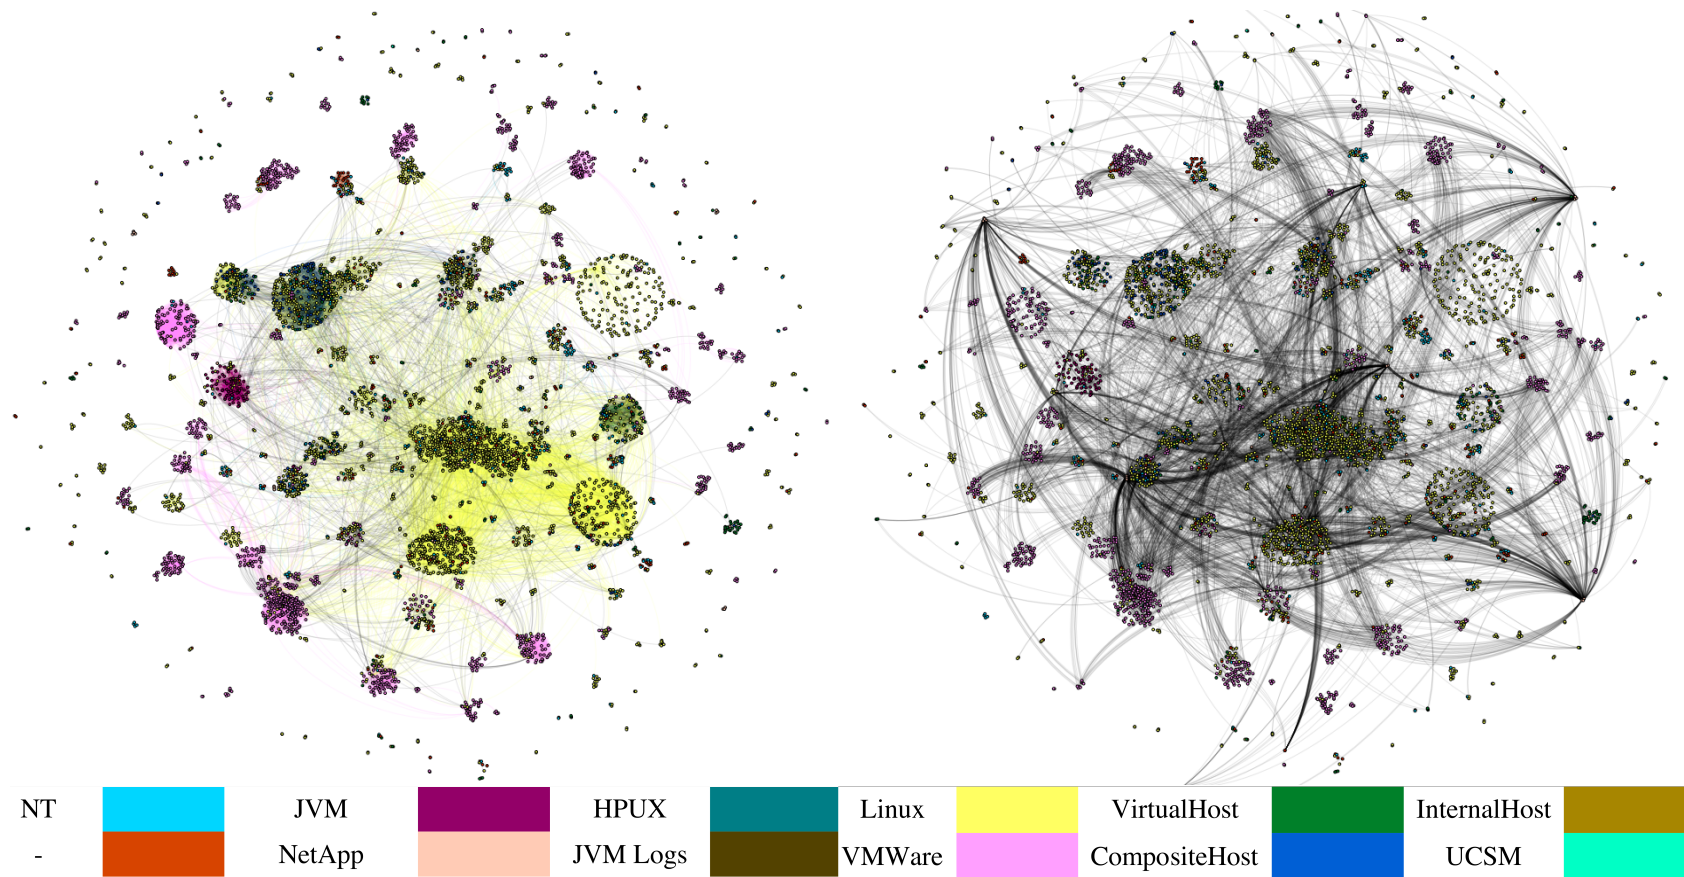 NT JVM HPUX Linux VirtualHost InternalHost
- NetApp JVM Logs VMWare CompositeHost UCSM